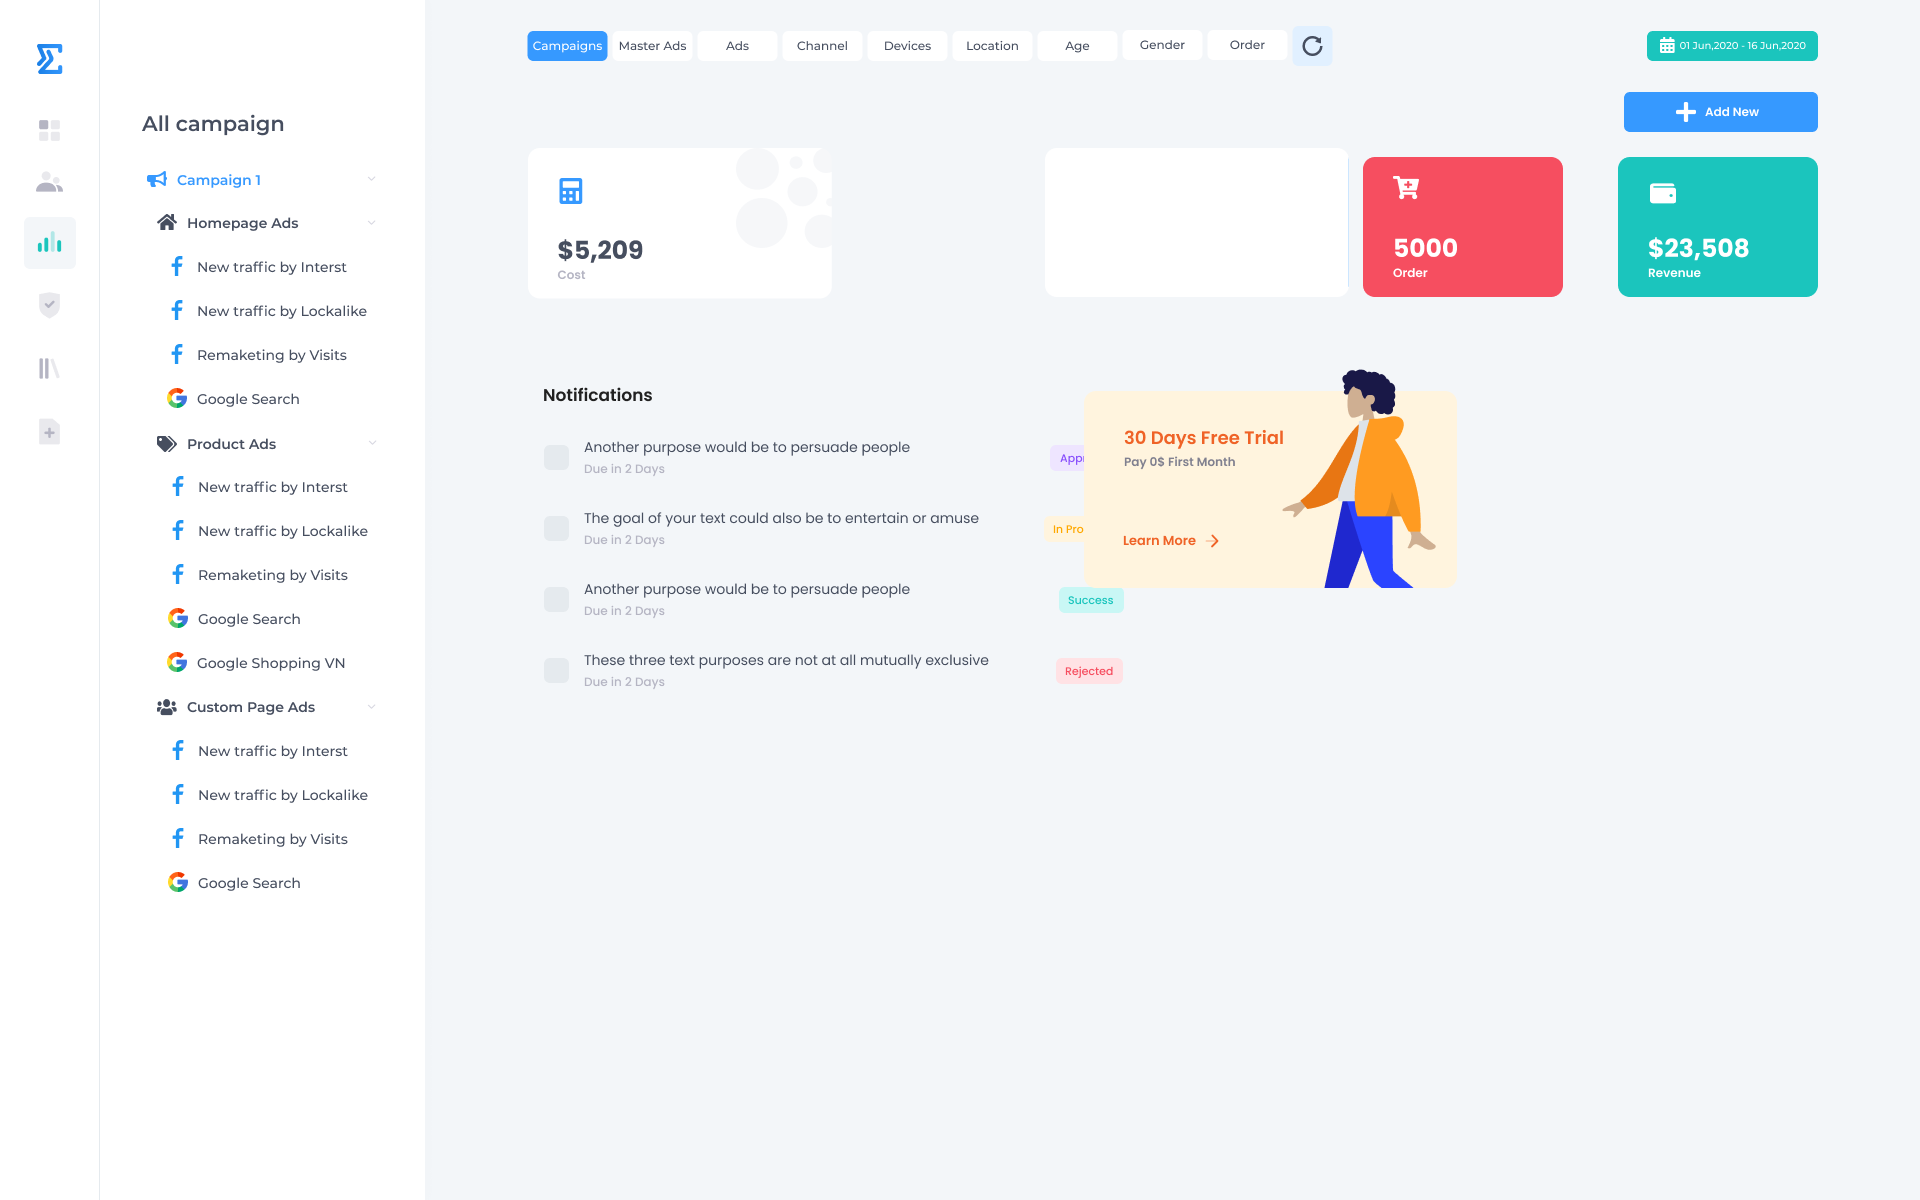 Campaigns
Master Ads
Ads
Channel
Devices
Location
Age
Gender
Order
01 Jun,2020 - 16 Jun,2020
Add New
All campaign
Campaign 1
Homepage Ads
New traffic by Interst
New traffic by Lockalike
Remaketing by Visits
Google Search
Product Ads
New traffic by Interst
New traffic by Lockalike
Remaketing by Visits
Google Search
Google Shopping VN
Custom Page Ads
New traffic by Interst
New traffic by Lockalike
Remaketing by Visits
Google Search
$5,209
Cost
5000
Order
$23,508
Revenue
Notifications
Another purpose would be to persuade people
Due in 2 Days
The goal of your text could also be to entertain or amuse
Due in 2 Days
In Pro
Another purpose would be to persuade people
Due in 2 Days
Success
These three text purposes are not at all mutually exclusive
Due in 2 Days
Rejected
30 Days Free Trial
Pay 0$ First Month
Learn More